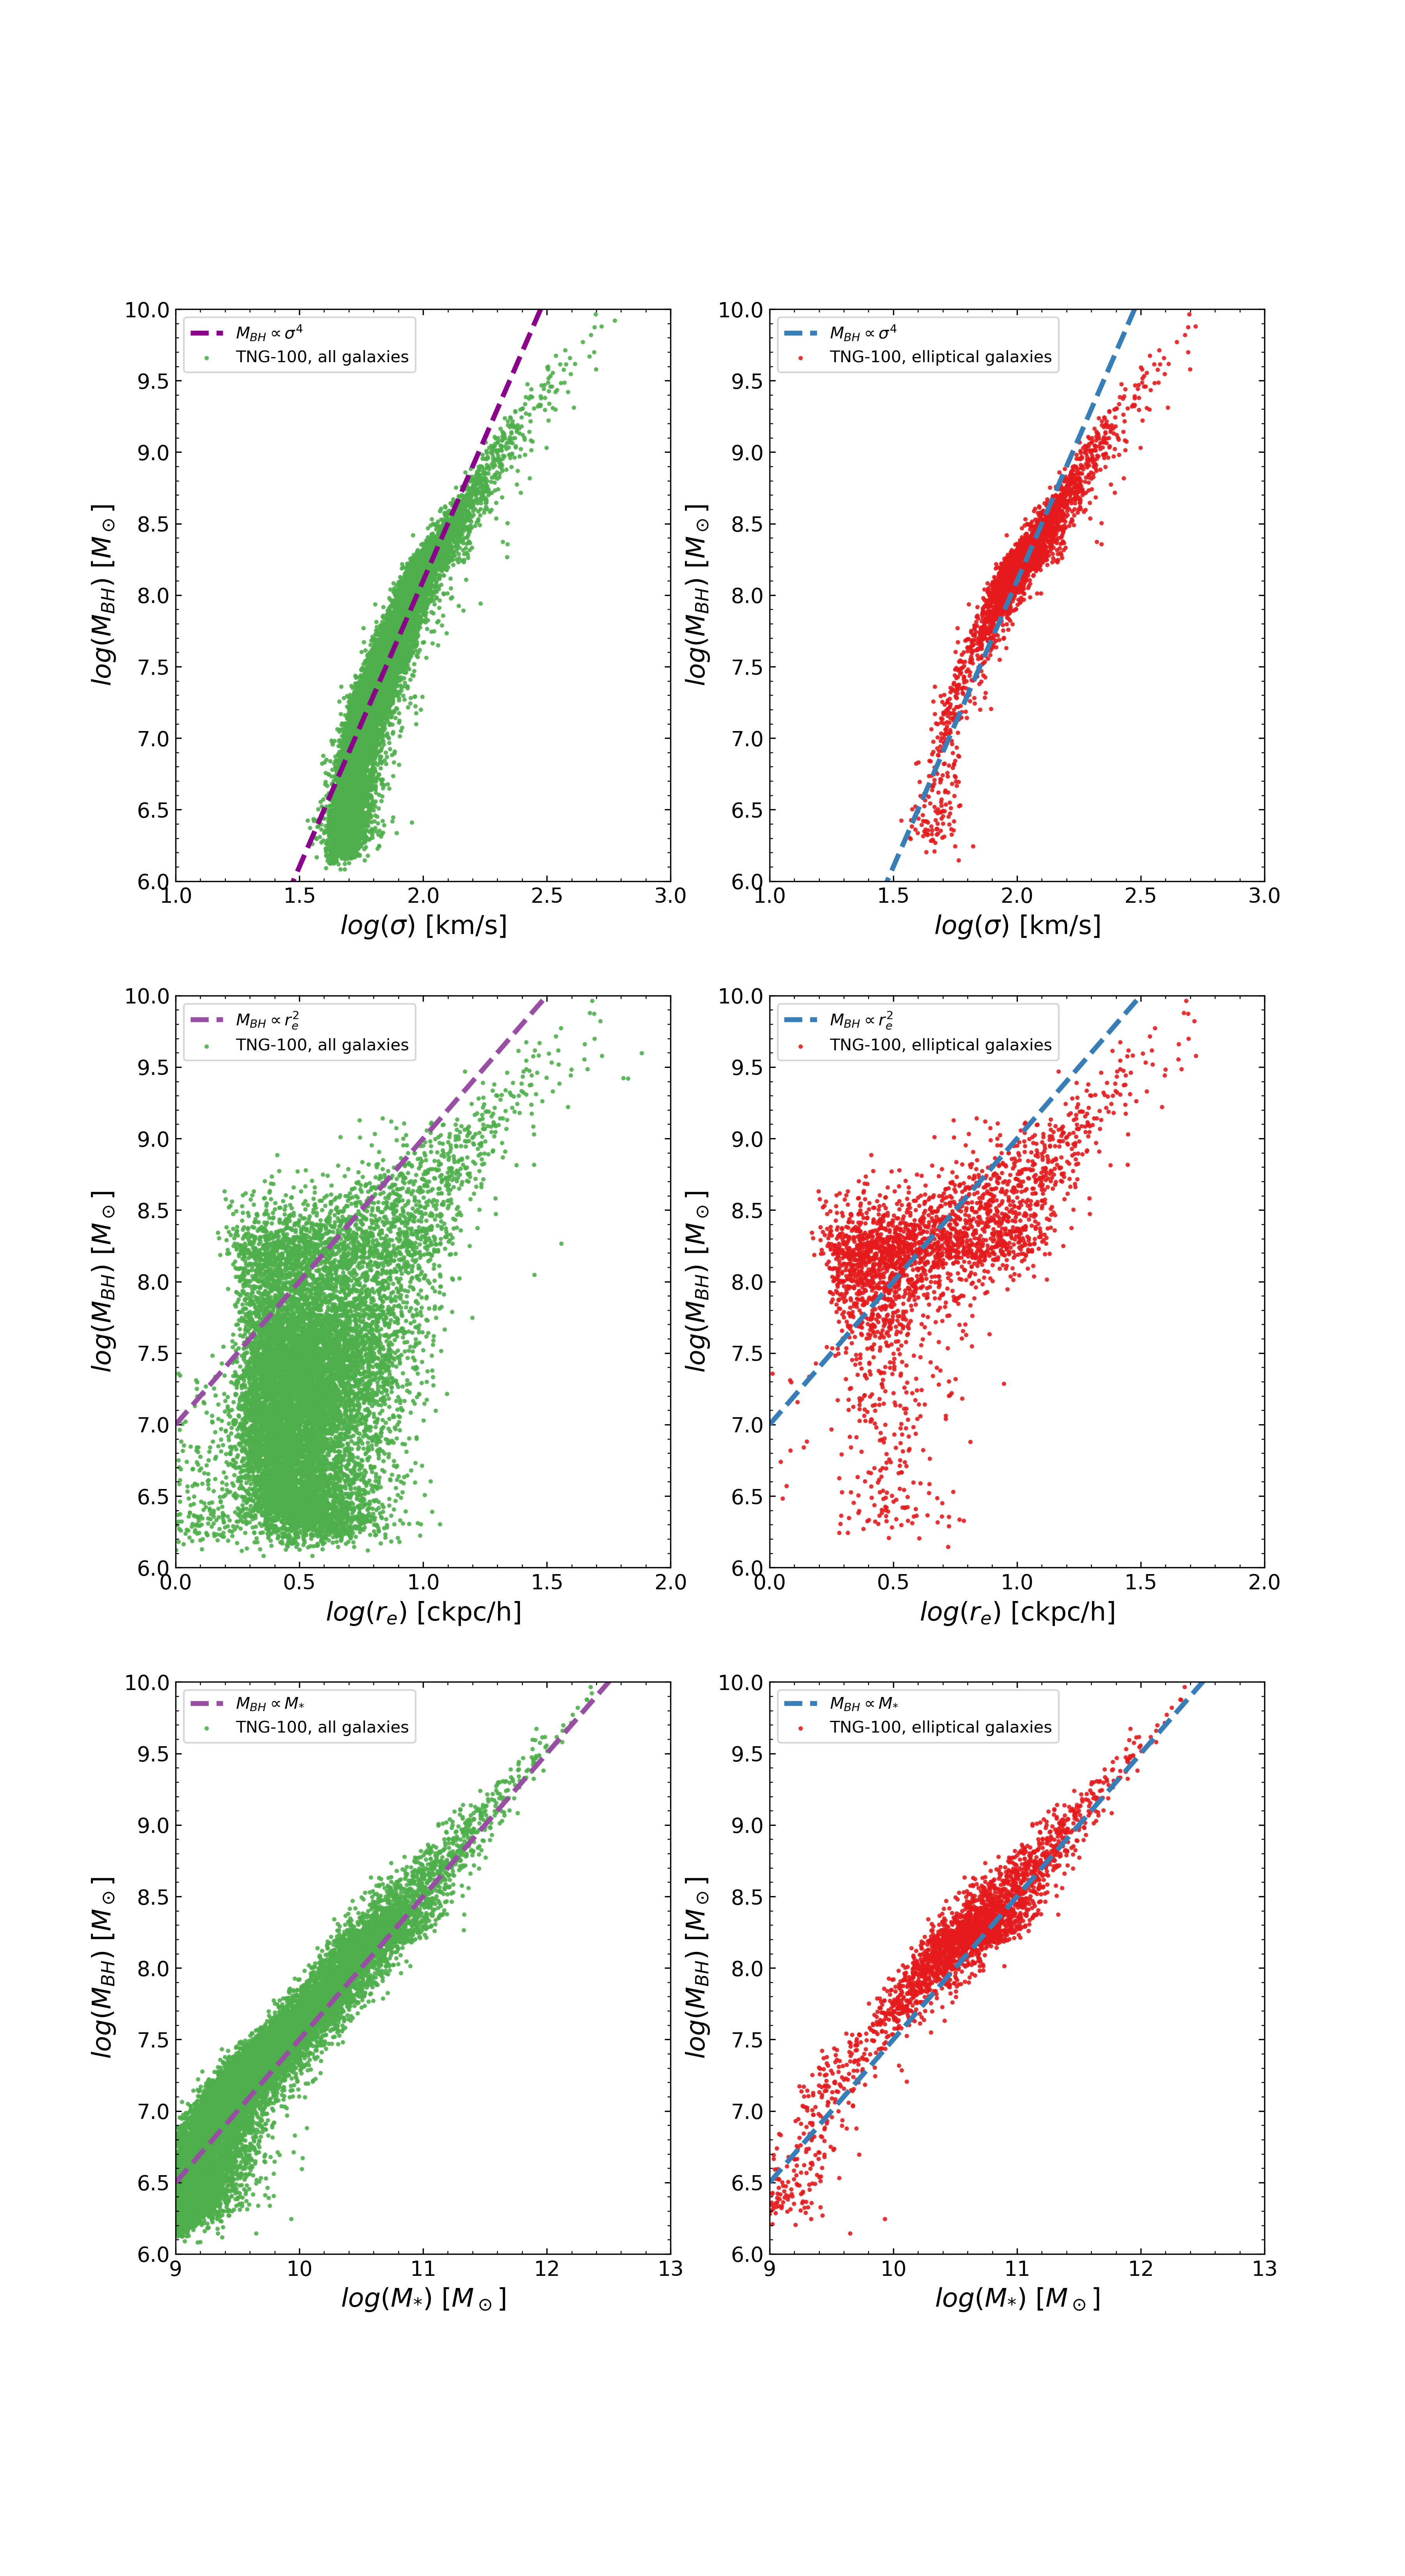 10.0
9.5
9.0
8.5
8.0
7.5
7.0
6.5
6.0
1.0 1.5 2.0 2.5 3.0
log(σ) [km/s]
log(M_BH) [M_⊙]
M_BH ∝ σ^4
TNG-100, all galaxies
10.0
9.5
9.0
8.5
8.0
7.5
7.0
6.5
6.0
1.0 1.5 2.0 2.5 3.0
log(σ) [km/s]
log(M_BH) [M_⊙]
M_BH ∝ σ^4
TNG-100, elliptical galaxies
10.0
9.5
9.0
8.5
8.0
7.5
7.0
6.5
6.0
0.0 0.5 1.0 1.5 2.0
log(r_e) [ckpc/h]
log(M_BH) [M_⊙]
M_BH ∝ r_e^2
TNG-100, all galaxies
10.0
9.5
9.0
8.5
8.0
7.5
7.0
6.5
6.0
0.0 0.5 1.0 1.5 2.0
log(r_e) [ckpc/h]
log(M_BH) [M_⊙]
M_BH ∝ r_e^2
TNG-100, elliptical galaxies
10.0
9.5
9.0
8.5
8.0
7.5
7.0
6.5
6.0
9 10 11 12 13
log(M_*) [M_⊙]
log(M_BH) [M_⊙]
M_BH ∝ M_*
TNG-100, all galaxies
10.0
9.5
9.0
8.5
8.0
7.5
7.0
6.5
6.0
9 10 11 12 13
log(M_*) [M_⊙]
log(M_BH) [M_⊙]
M_BH ∝ M_*
TNG-100, elliptical galaxies